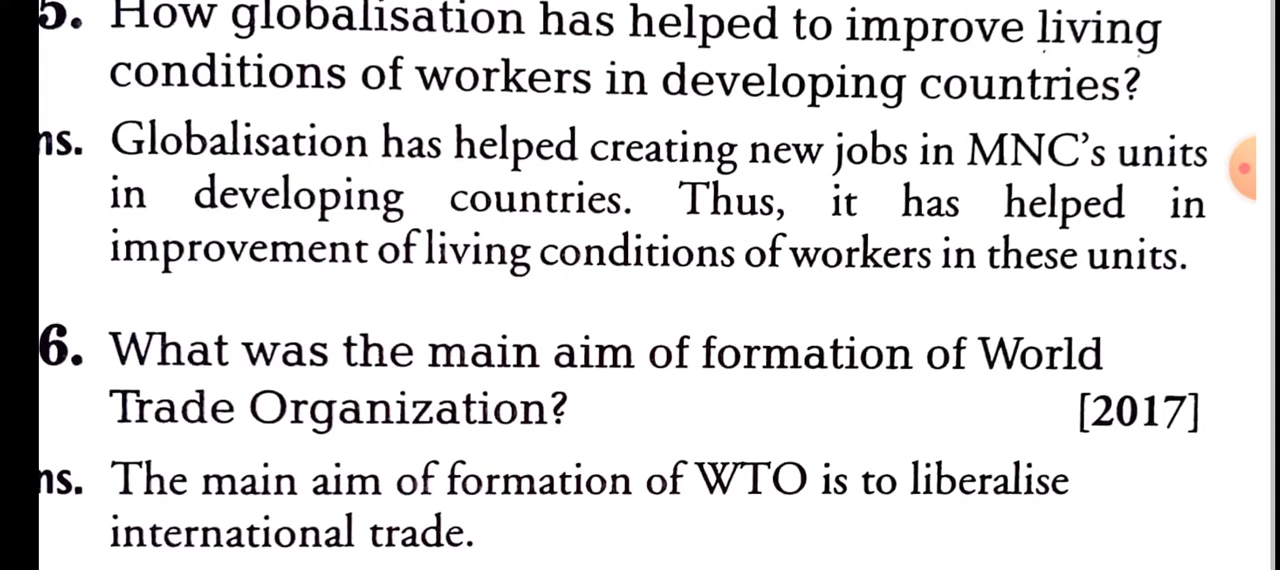 5. How globalisation has helped to improve living
conditions of workers in developing countries?
ns. Globalisation has helped creating new jobs in MNC's units
in developing countries. Thus, it has helped in
improvement of living conditions of workers in these units.
6. What was the main aim of formation of World
Trade Organization? [2017]
ns. The main aim of formation of WTO is to liberalise
international trade.